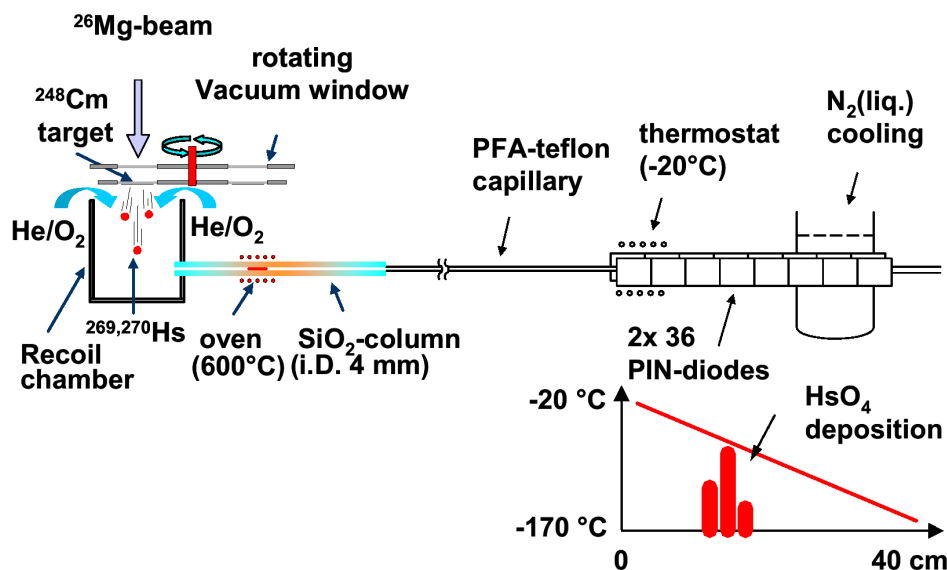 ²⁶Mg-beam
rotating
Vacuum window
²⁴⁸Cm
target
He/O₂
He/O₂
²⁶⁹,²⁷⁰Hs
Recoil
chamber
oven
(600°C)
SiO₂-column
(i.D. 4 mm)
PFA-teflon
capillary
thermostat
(-20°C)
N₂(liq.)
cooling
2x 36
PIN-diodes
HsO₄
deposition
-20 °C
-170 °C
0
40 cm